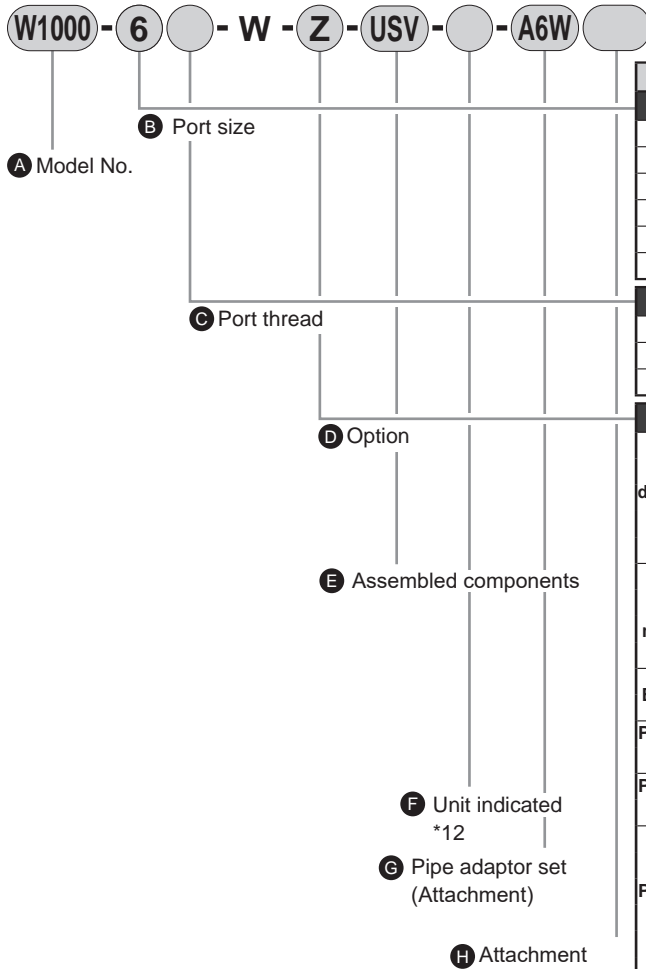 W1000 - 6 - W - Z - USV - - A6W
B Port size
A Model No.
C Port thread
D Option
E Assembled components
F Unit indicated
*12
G Pipe adaptor set
(Attachment)
H Attachment